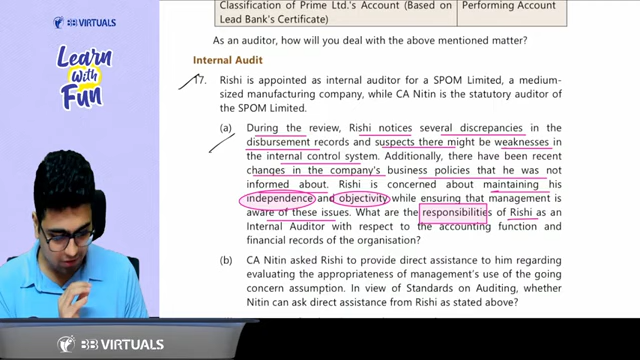 BB VIRTUALS
Learn
With
Fun
Classification of Prime Ltd.'s Account (Based on
Lead Bank's Certificate)
Performing Account
As an auditor, how will you deal with the above mentioned matter?
Internal Audit
17. Rishi is appointed as internal auditor for a SPOM Limited, a medium-
sized manufacturing company, while CA Nitin is the statutory auditor of
the SPOM Limited.
(a) During the review, Rishi notices several discrepancies in the
disbursement records and suspects there might be weaknesses in
the internal control system. Additionally, there have been recent
changes in the company's business policies that he was not
informed about. Rishi is concerned about maintaining his
independence and objectivity while ensuring that management is
aware of these issues. What are the responsibilities of Rishi as an
Internal Auditor with respect to the accounting function and
financial records of the organisation?
(b) CA Nitin asked Rishi to provide direct assistance to him regarding
evaluating the appropriateness of management's use of the going
concern assumption. In view of Standards on Auditing, whether
Nitin can ask direct assistance from Rishi as stated above?
BB VIRTUALS